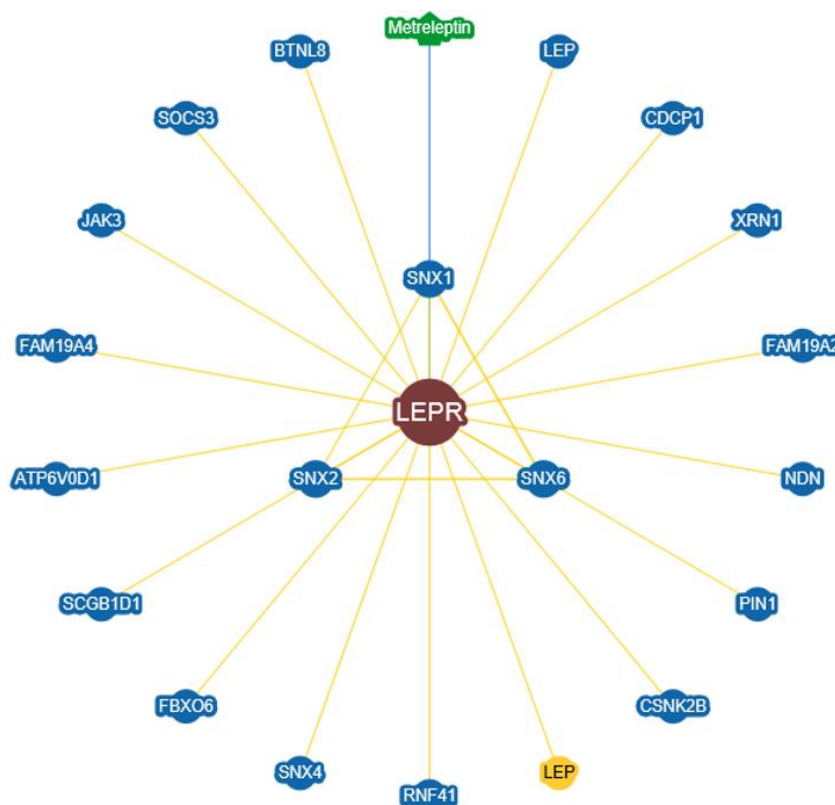 Metreleptin
BTNL8
LEP
SOCS3
CDCP1
JAK3
XRN1
SNX1
FAM19A4
FAM19A2
LEPR
ATP6V0D1
SNX2
SNX6
NDN
SCGB1D1
PIN1
FBXO6
CSNK2B
SNX4
LEP
RNF41